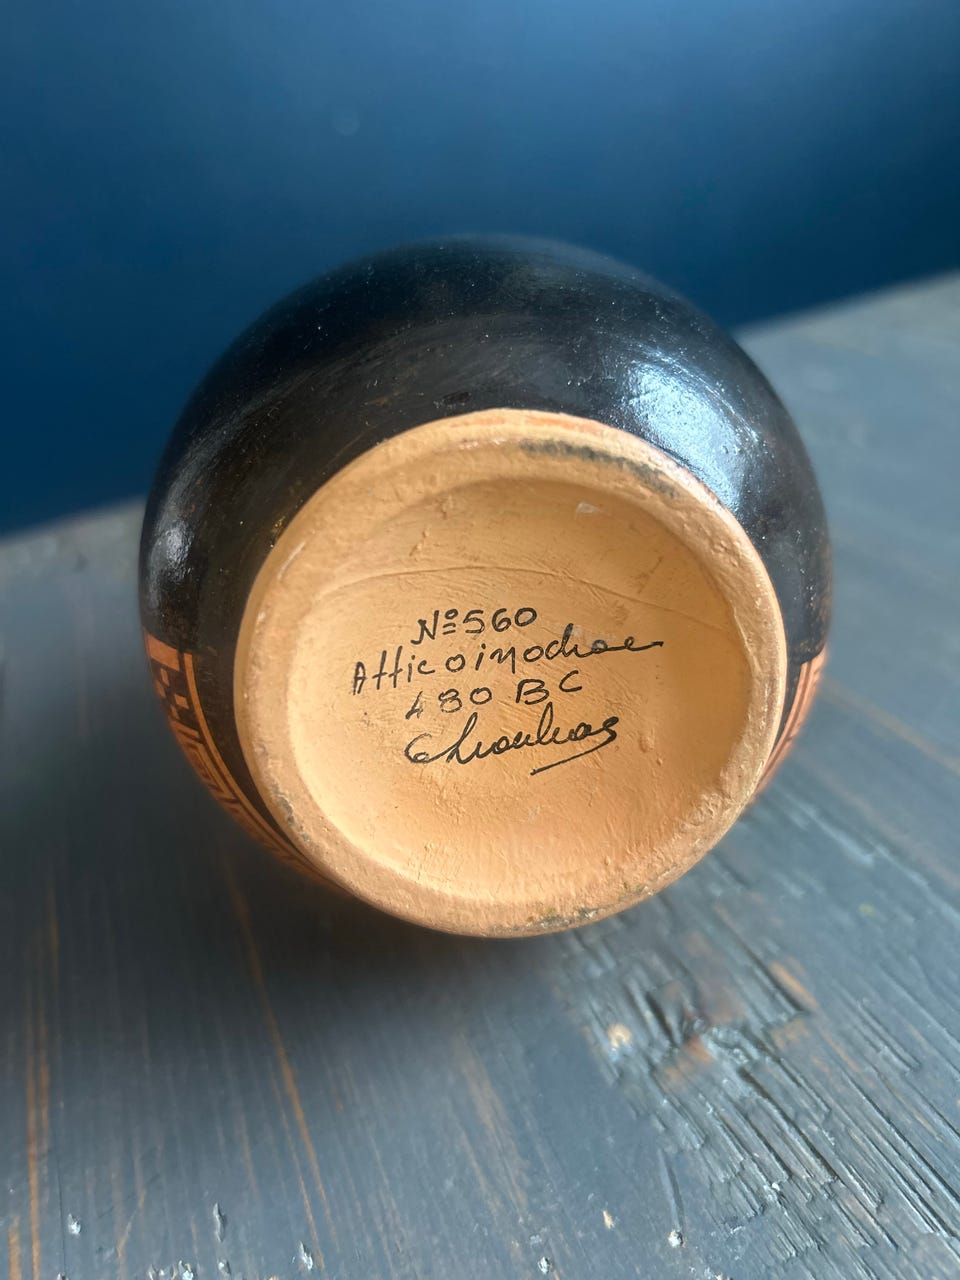 Nº560
Attic oinochoe
480 BC